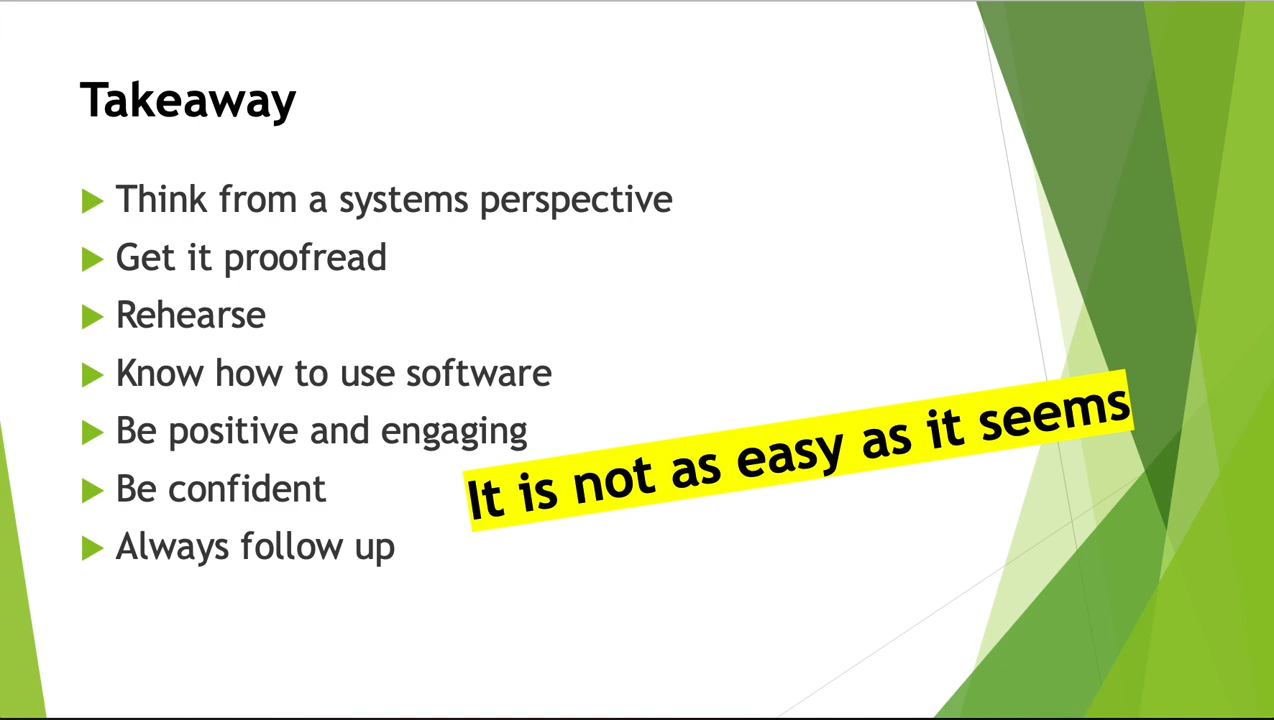 Takeaway
Think from a systems perspective
Get it proofread
Rehearse
Know how to use software
Be positive and engaging
Be confident
Always follow up
It is not as easy as it seems